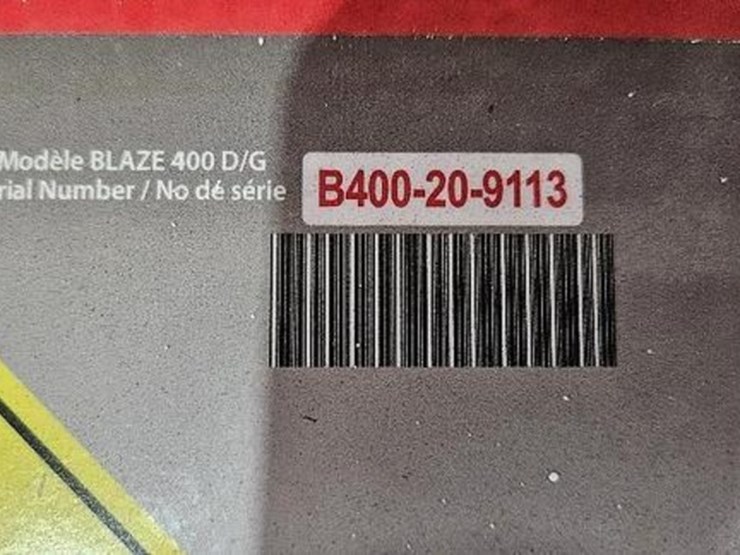 Modèle BLAZE 400 D/G
rial Number / No dé série
B400-20-9113